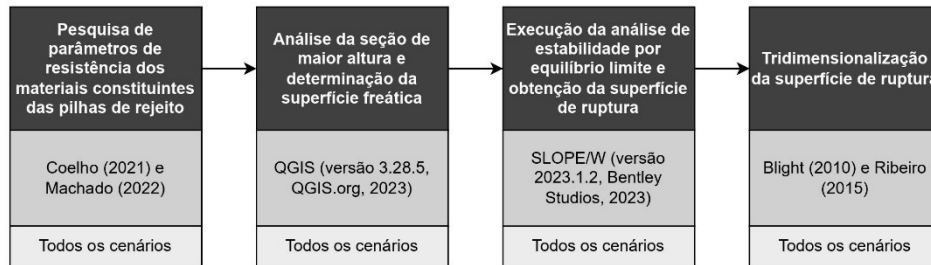 Pesquisa de
parâmetros de
resistência dos
materiais constituintes
das pilhas de rejeito
Coelho (2021) e
Machado (2022)
Todos os cenários
Análise da seção de
maior altura e
determinação da
superfície freática
QGIS (versão 3.28.5,
QGIS.org, 2023)
Todos os cenários
Execução da análise de
estabilidade por
equilíbrio limite e
obtenção da superfície
de ruptura
SLOPE/W (versão
2023.1.2, Bentley
Studios, 2023)
Todos os cenários
Tridimensionalização
da superfície de ruptura
Blight (2010) e Ribeiro
(2015)
Todos os cenários